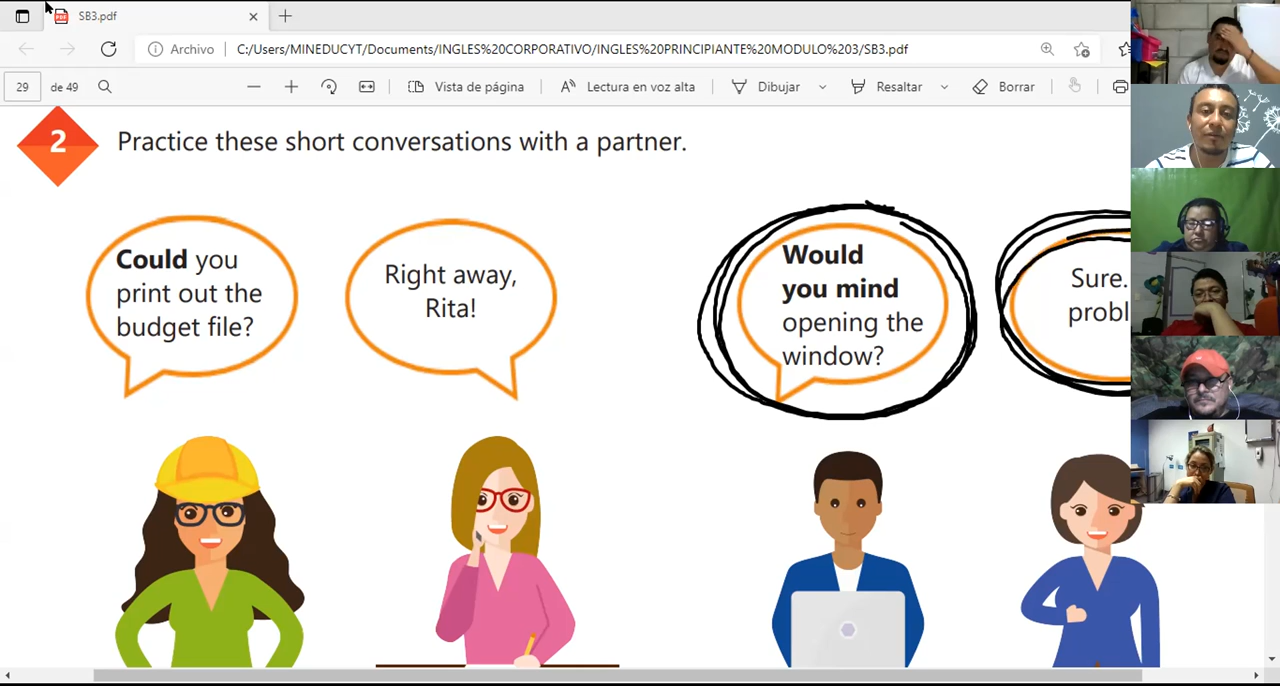 SB3.pdf
Archivo
C:/Users/MINEDUCYT/Documents/INGLES%20CORPORATIVO/INGLES%20PRINCIPIANTE%20MODULO%203/SB3.pdf
29
de 49
Vista de página
Lectura en voz alta
Dibujar
Resaltar
Borrar
2
Practice these short conversations with a partner.
Could you
print out the
budget file?
Right away,
Rita!
Would
you mind
opening the
window?
Sure.
probl